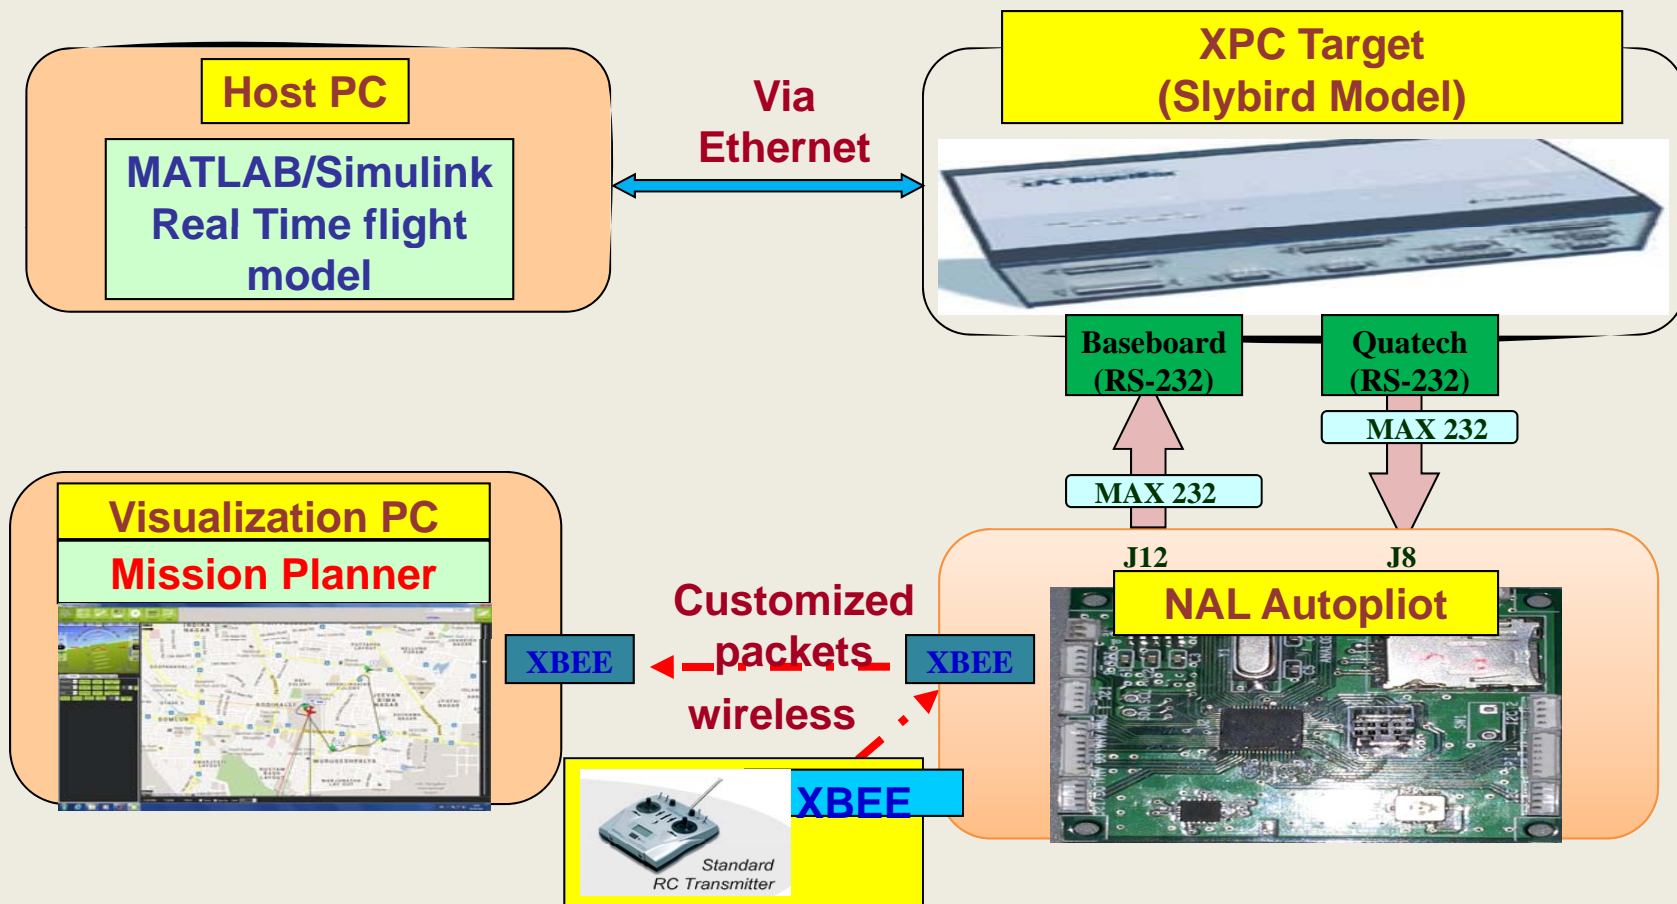 Host PC
MATLAB/Simulink
Real Time flight
model
Via
Ethernet
XPC Target
(Slybird Model)
xPC TargetBox
Baseboard
(RS-232)
Quatech
(RS-232)
MAX 232
MAX 232
Visualization PC
Mission Planner
XBEE
Customized
packets
wireless
XBEE
J12
J8
NAL Autopliot
XBEE
Standard
RC Transmitter